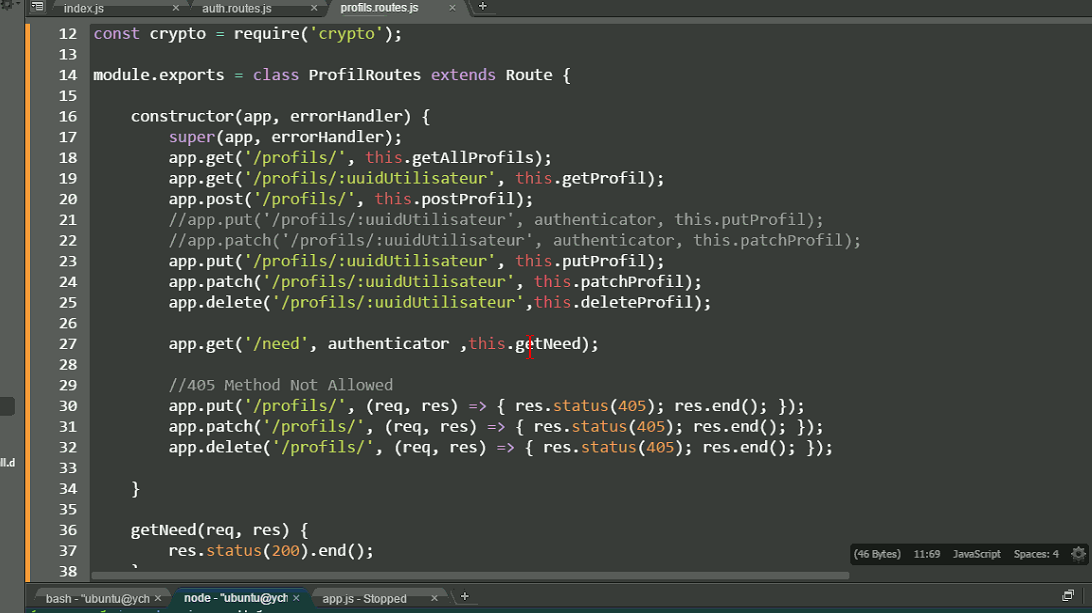 index.js × auth.routes.js × profils.routes.js × +
12 const crypto = require('crypto');
13
14 module.exports = class ProfilRoutes extends Route {
15
16 constructor(app, errorHandler) {
17 super(app, errorHandler);
18 app.get('/profils/', this.getAllProfils);
19 app.get('/profils/:uuidUtilisateur', this.getProfil);
20 app.post('/profils/', this.postProfil);
21 //app.put('/profils/:uuidUtilisateur', authenticator, this.putProfil);
22 //app.patch('/profils/:uuidUtilisateur', authenticator, this.patchProfil);
23 app.put('/profils/:uuidUtilisateur', this.putProfil);
24 app.patch('/profils/:uuidUtilisateur', this.patchProfil);
25 app.delete('/profils/:uuidUtilisateur',this.deleteProfil);
26
27 app.get('/need', authenticator ,this.getNeed);
28
29 //405 Method Not Allowed
30 app.put('/profils/', (req, res) => { res.status(405); res.end(); });
31 app.patch('/profils/', (req, res) => { res.status(405); res.end(); });
32 app.delete('/profils/', (req, res) => { res.status(405); res.end(); });
33
ll.d
34 }
35
36 getNeed(req, res) {
37 res.status(200).end();
38
(46 Bytes) 11:69 JavaScript Spaces: 4
bash - "ubuntu@ych × node - "ubuntu@ych × app.js - Stopped × +